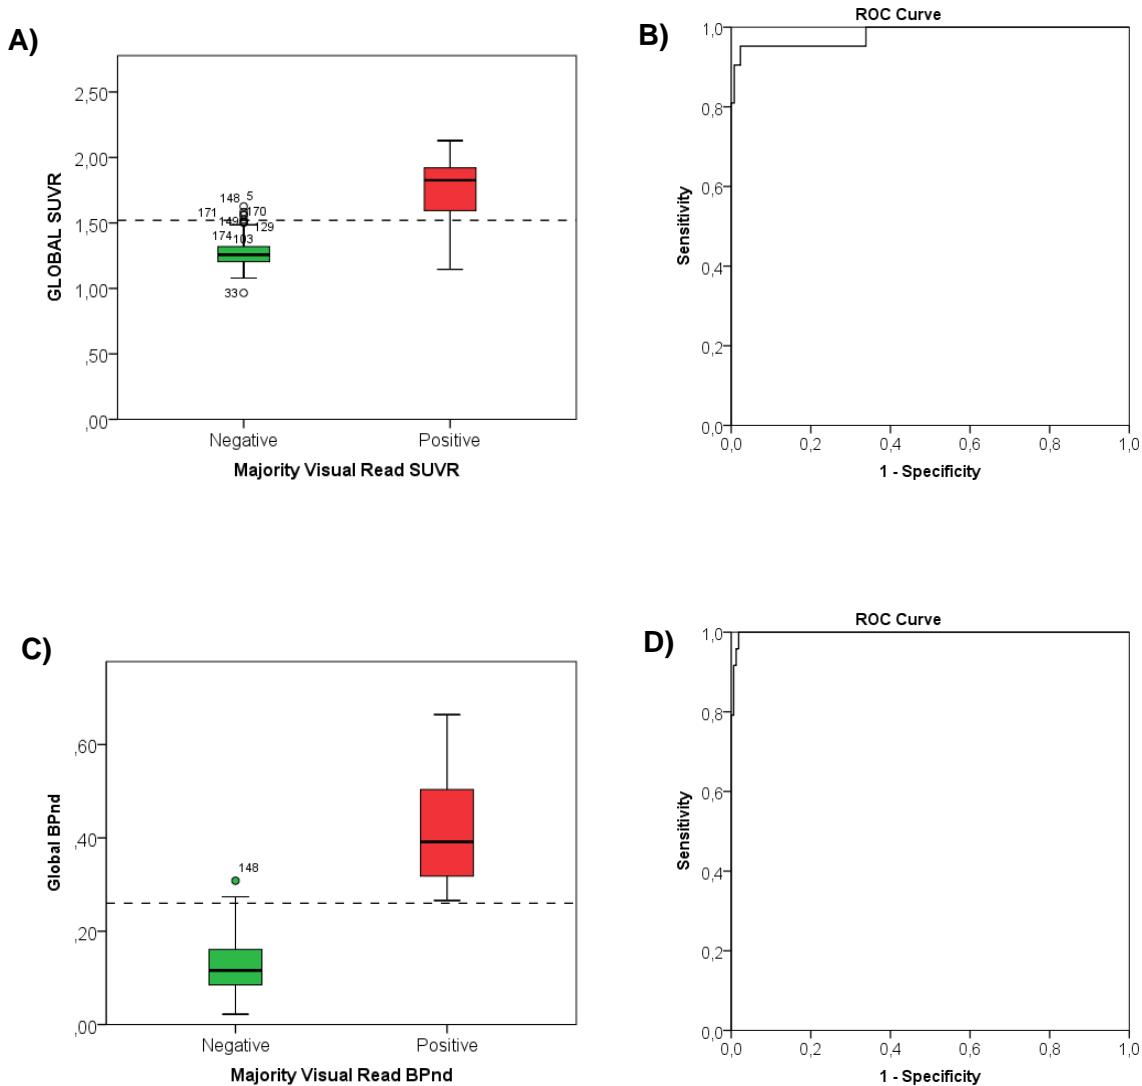 A)
GLOBAL SUVR
2,50
2,00
1,50
1,00
,50
,00
148 5
171 170
149 129
174 103
33
Negative Positive
Majority Visual Read SUVR
B)
ROC Curve
Sensitivity
1,0
0,8
0,6
0,4
0,2
0,0
0,0 0,2 0,4 0,6 0,8 1,0
1 - Specificity
C)
Global BPnd
,60
,40
,20
,00
148
Negative Positive
Majority Visual Read BPnd
D)
ROC Curve
Sensitivity
1,0
0,8
0,6
0,4
0,2
0,0
0,0 0,2 0,4 0,6 0,8 1,0
1 - Specificity